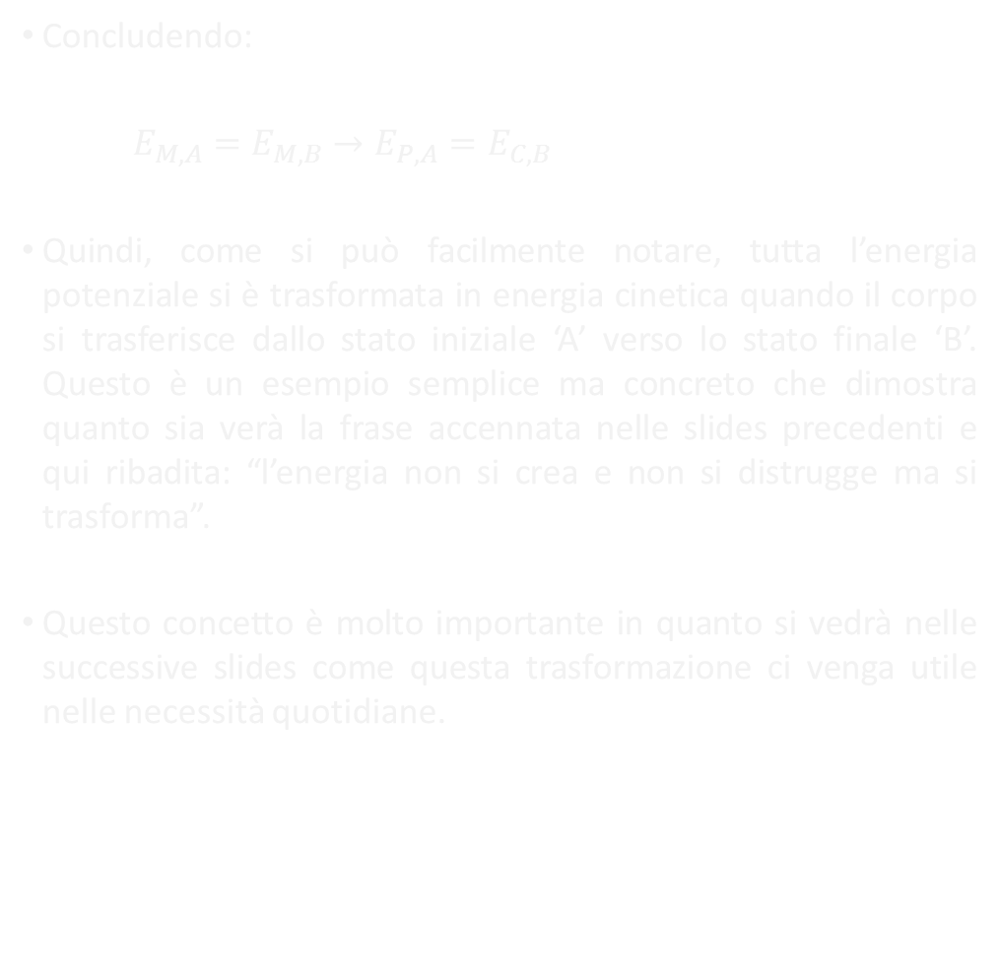 • Concludendo:
E_{M,A} = E_{M,B} → E_{P,A} = E_{C,B}
• Quindi, come si può facilmente notare, tutta l’energia
potenziale si è trasformata in energia cinetica quando il corpo
si trasferisce dallo stato iniziale ‘A’ verso lo stato finale ‘B’.
Questo è un esempio semplice ma concreto che dimostra
quanto sia verà la frase accennata nelle slides precedenti e
qui ribadita: “l’energia non si crea e non si distrugge ma si
trasforma”.
• Questo concetto è molto importante in quanto si vedrà nelle
successive slides come questa trasformazione ci venga utile
nelle necessità quotidiane.